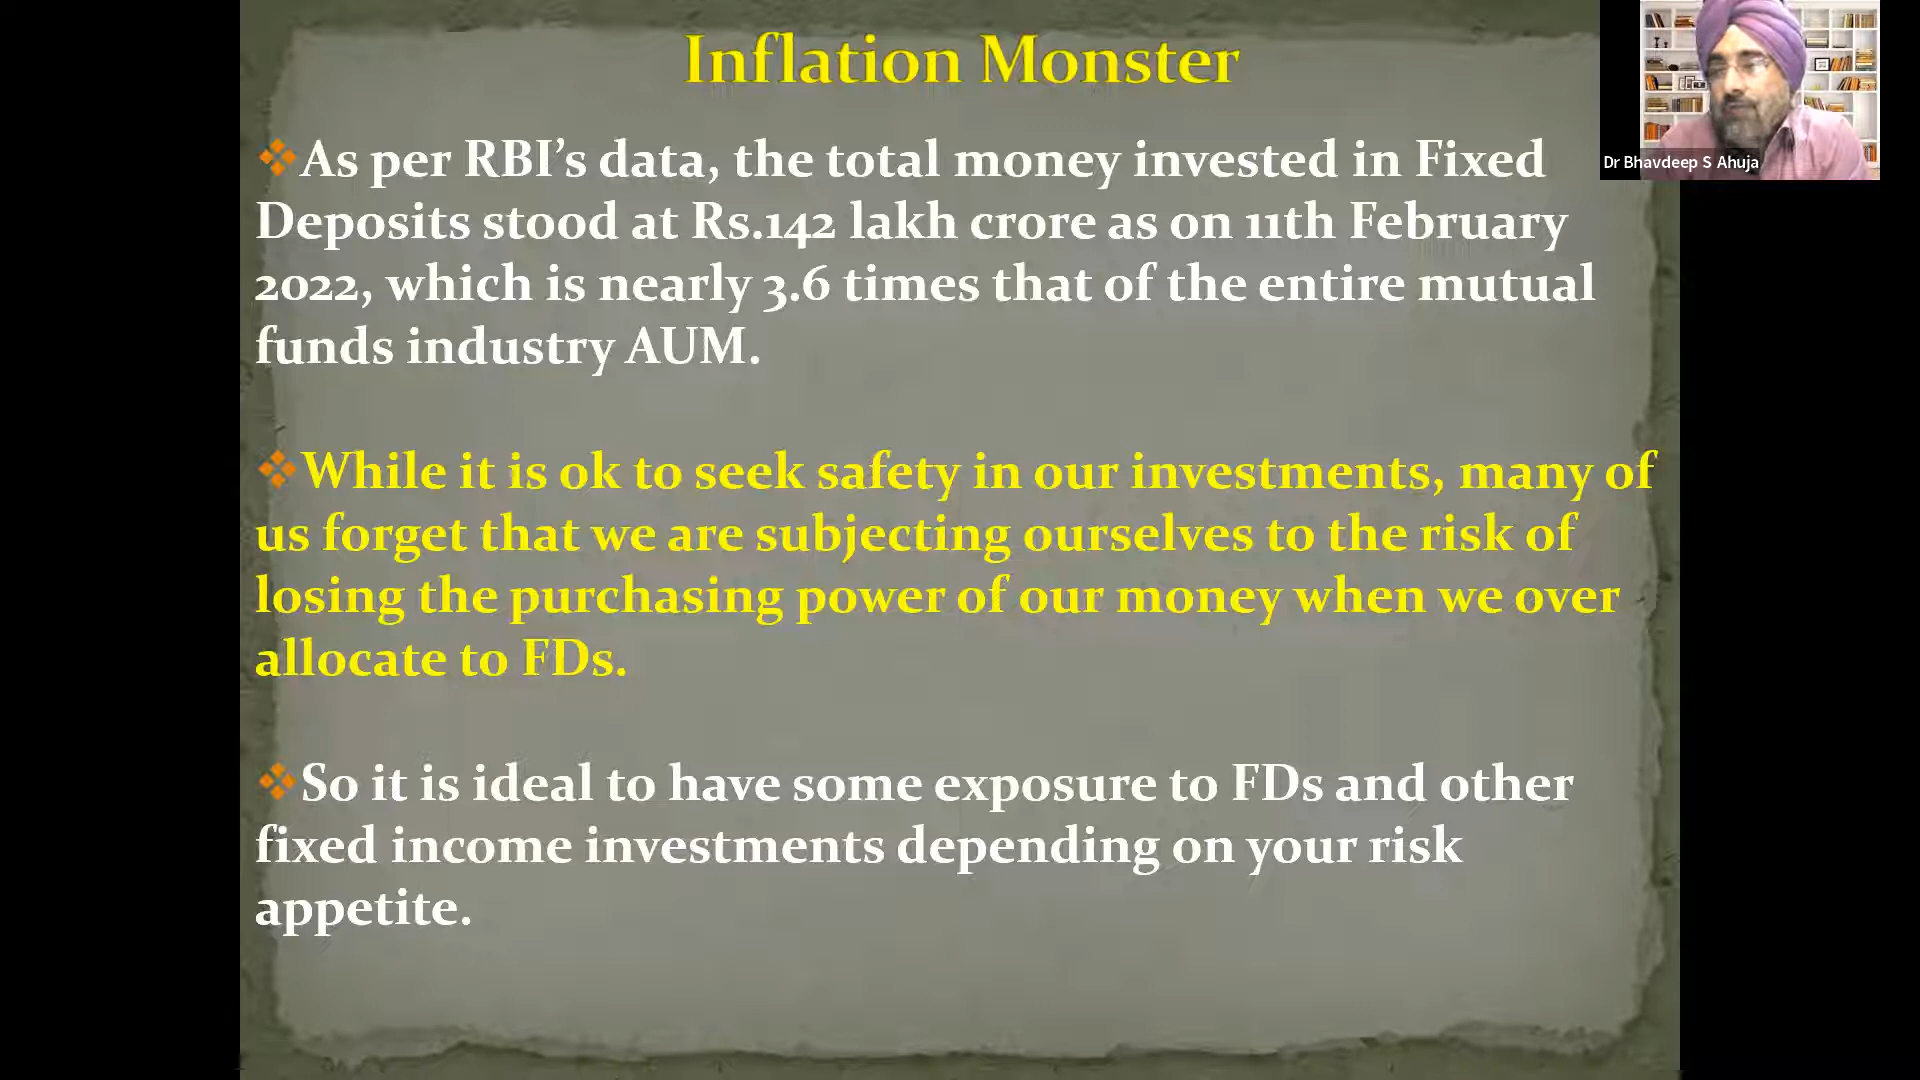 Inflation Monster
Dr Bhavdeep S Ahuja
❖As per RBI’s data, the total money invested in Fixed
Deposits stood at Rs.142 lakh crore as on 11th February
2022, which is nearly 3.6 times that of the entire mutual
funds industry AUM.
❖While it is ok to seek safety in our investments, many of
us forget that we are subjecting ourselves to the risk of
losing the purchasing power of our money when we over
allocate to FDs.
❖So it is ideal to have some exposure to FDs and other
fixed income investments depending on your risk
appetite.